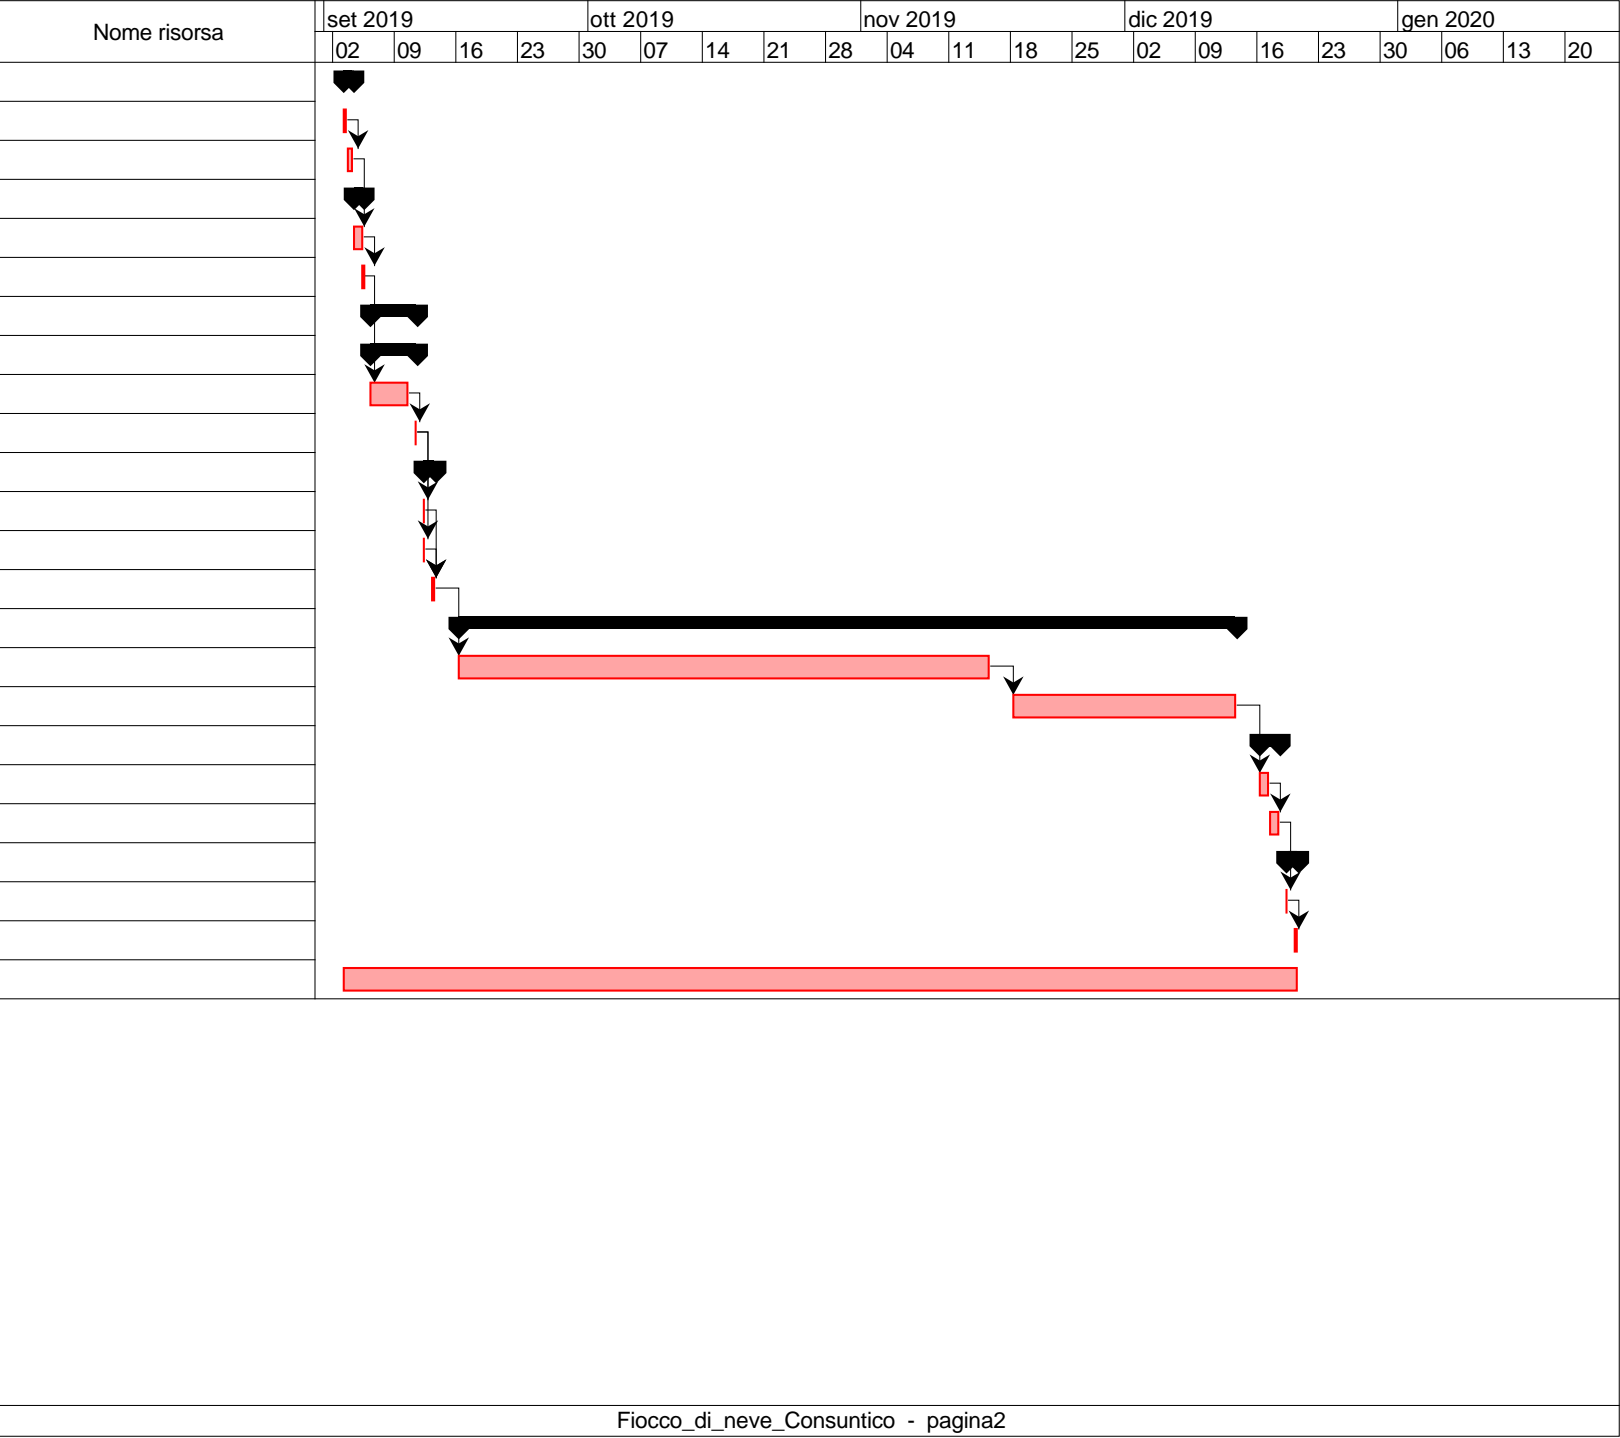 Nome risorsa
set 2019 ott 2019 nov 2019 dic 2019 gen 2020
02 09 16 23 30 07 14 21 28 04 11 18 25 02 09 16 23 30 06 13 20
Fiocco_di_neve_Consuntico - pagina2